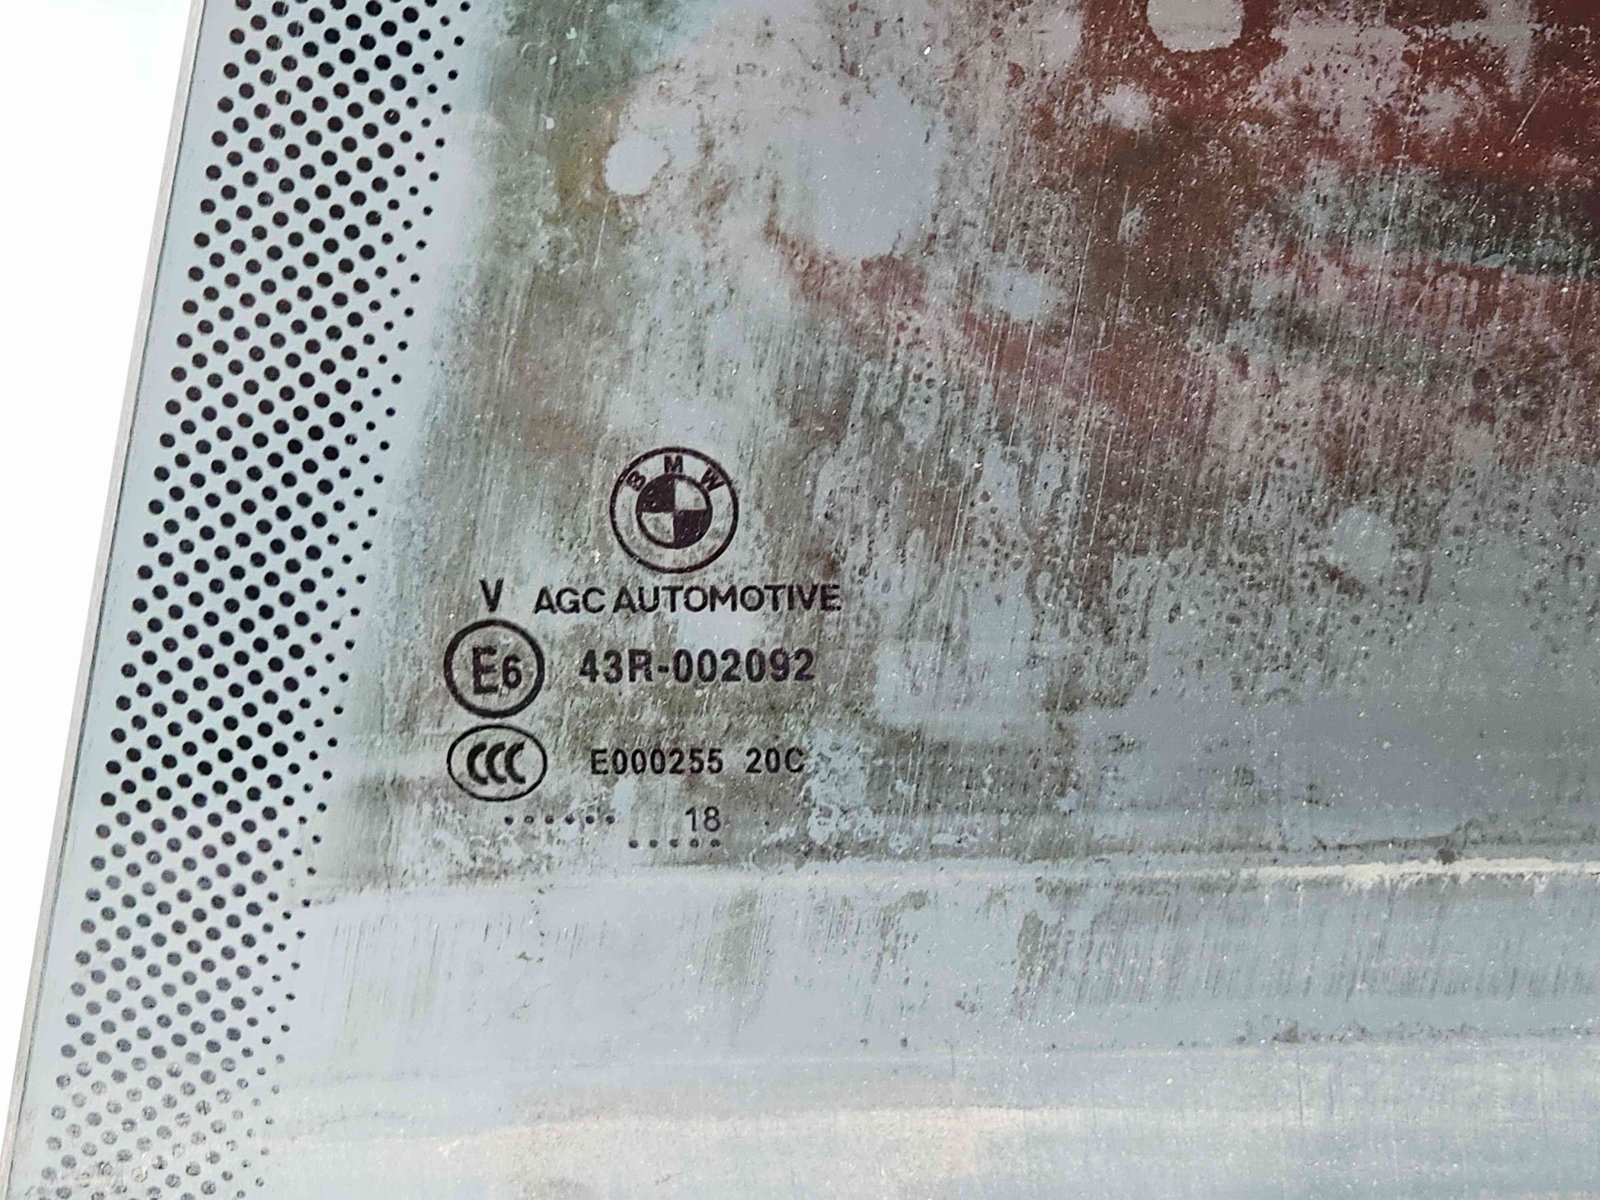 BMW
V AGC AUTOMOTIVE
E6 43R-002092
CCC E000255 20C
...... 18
.....